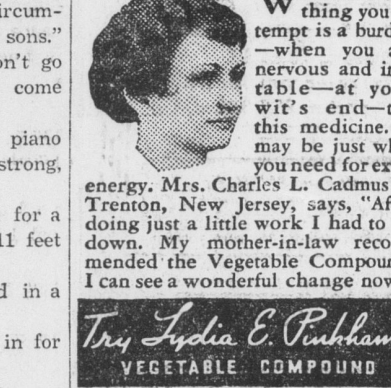 ircum-
sons."
on't go
come
piano
strong,
for a
11 feet
d in a
in for
W
thing you
tempt is a burd
—when you a
nervous and ir
table—at yo
wit's end—t
this medicine.
may be just wh
you need for ex
energy. Mrs. Charles L. Cadmus
Trenton, New Jersey, says, "Af
doing just a little work I had to
down. My mother-in-law reco
mended the Vegetable Compour
I can see a wonderful change now
Try Lydia E. Pinkham
VEGETABLE COMPOUND